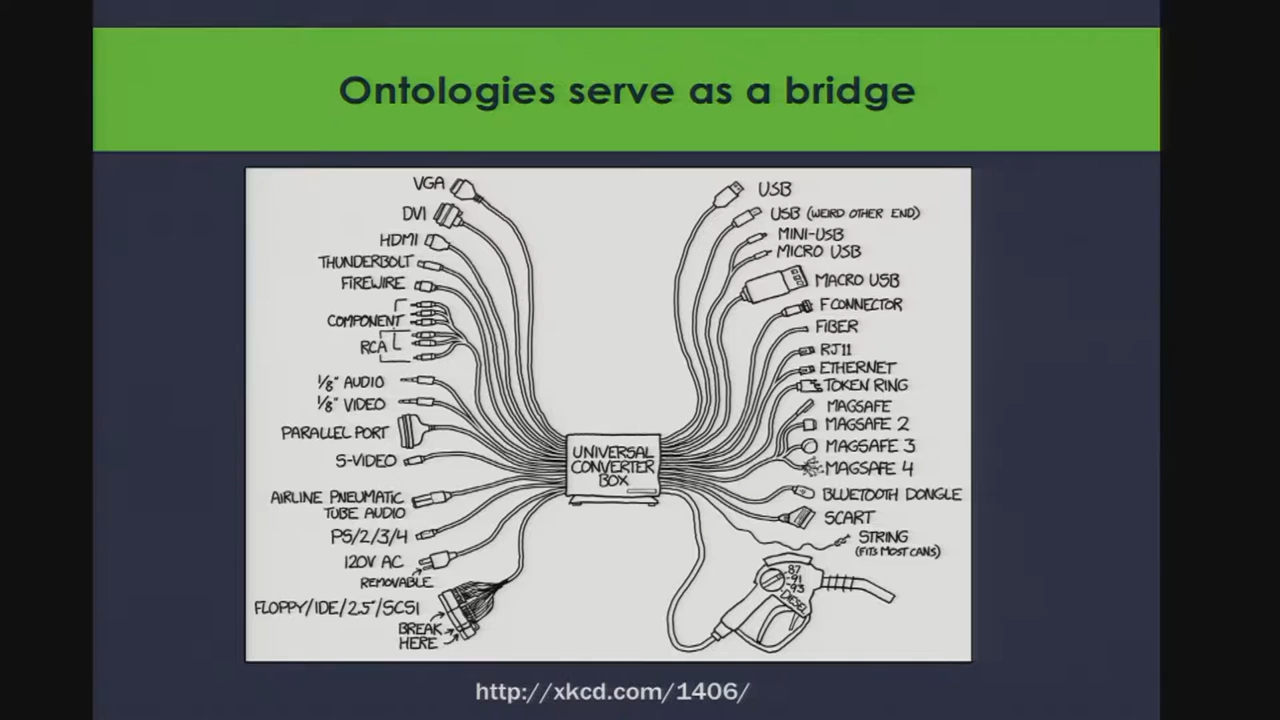 Ontologies serve as a bridge
VGA
DVI
HDMI
THUNDERBOLT
FIREWIRE
COMPONENT
RCA
1/8" AUDIO
1/8" VIDEO
PARALLEL PORT
S-VIDEO
AIRLINE PNEUMATIC
TUBE AUDIO
PS/2/3/4
120V AC
REMOVABLE
FLOPPY/IDE/2.5"/SCSI
BREAK
HERE
UNIVERSAL
CONVERTER
BOX
USB
USB (WEIRD OTHER END)
MINI-USB
MICRO USB
MACRO USB
F CONNECTOR
FIBER
RJ11
ETHERNET
TOKEN RING
MAGSAFE
MAGSAFE 2
MAGSAFE 3
MAGSAFE 4
BLUETOOTH DONGLE
SCART
STRING
(FITS MOST CANS)
87
91
93
DIESEL
http://xkcd.com/1406/